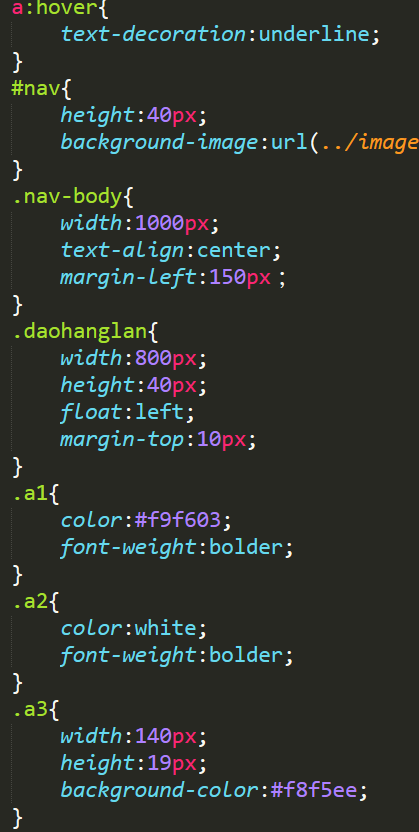 a:hover{
text-decoration:underline;
}
#nav{
height:40px;
background-image:url(../image
}
.nav-body{
width:1000px;
text-align:center;
margin-left:150px；
}
.daohanglan{
width:800px;
height:40px;
float:left;
margin-top:10px;
}
.a1{
color:#f9f603;
font-weight:bolder;
}
.a2{
color:white;
font-weight:bolder;
}
.a3{
width:140px;
height:19px;
background-color:#f8f5ee;
}